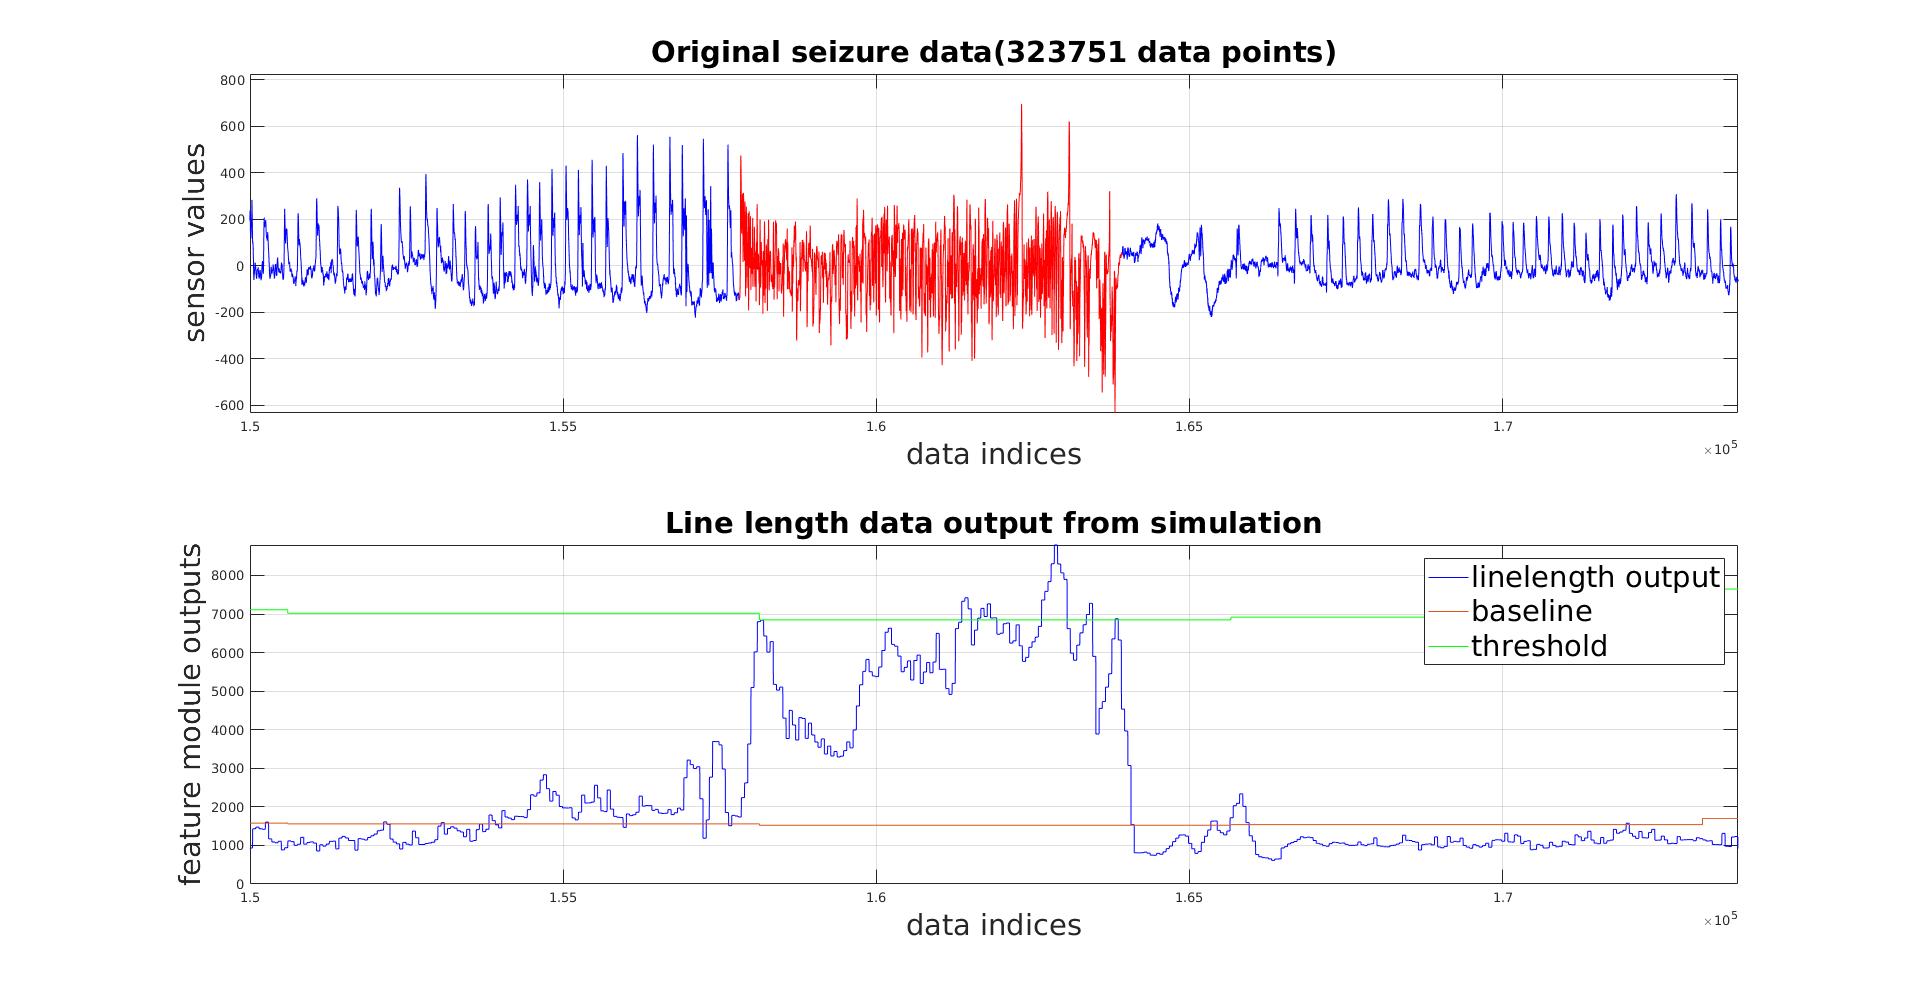 Original seizure data(323751 data points)
800
600
400
200
0
-200
-400
-600
sensor values
1.5 1.55 1.6 1.65 1.7
×10^5
data indices
Line length data output from simulation
8000
7000
6000
5000
4000
3000
2000
1000
0
feature module outputs
linelength output
baseline
threshold
1.5 1.55 1.6 1.65 1.7
×10^5
data indices